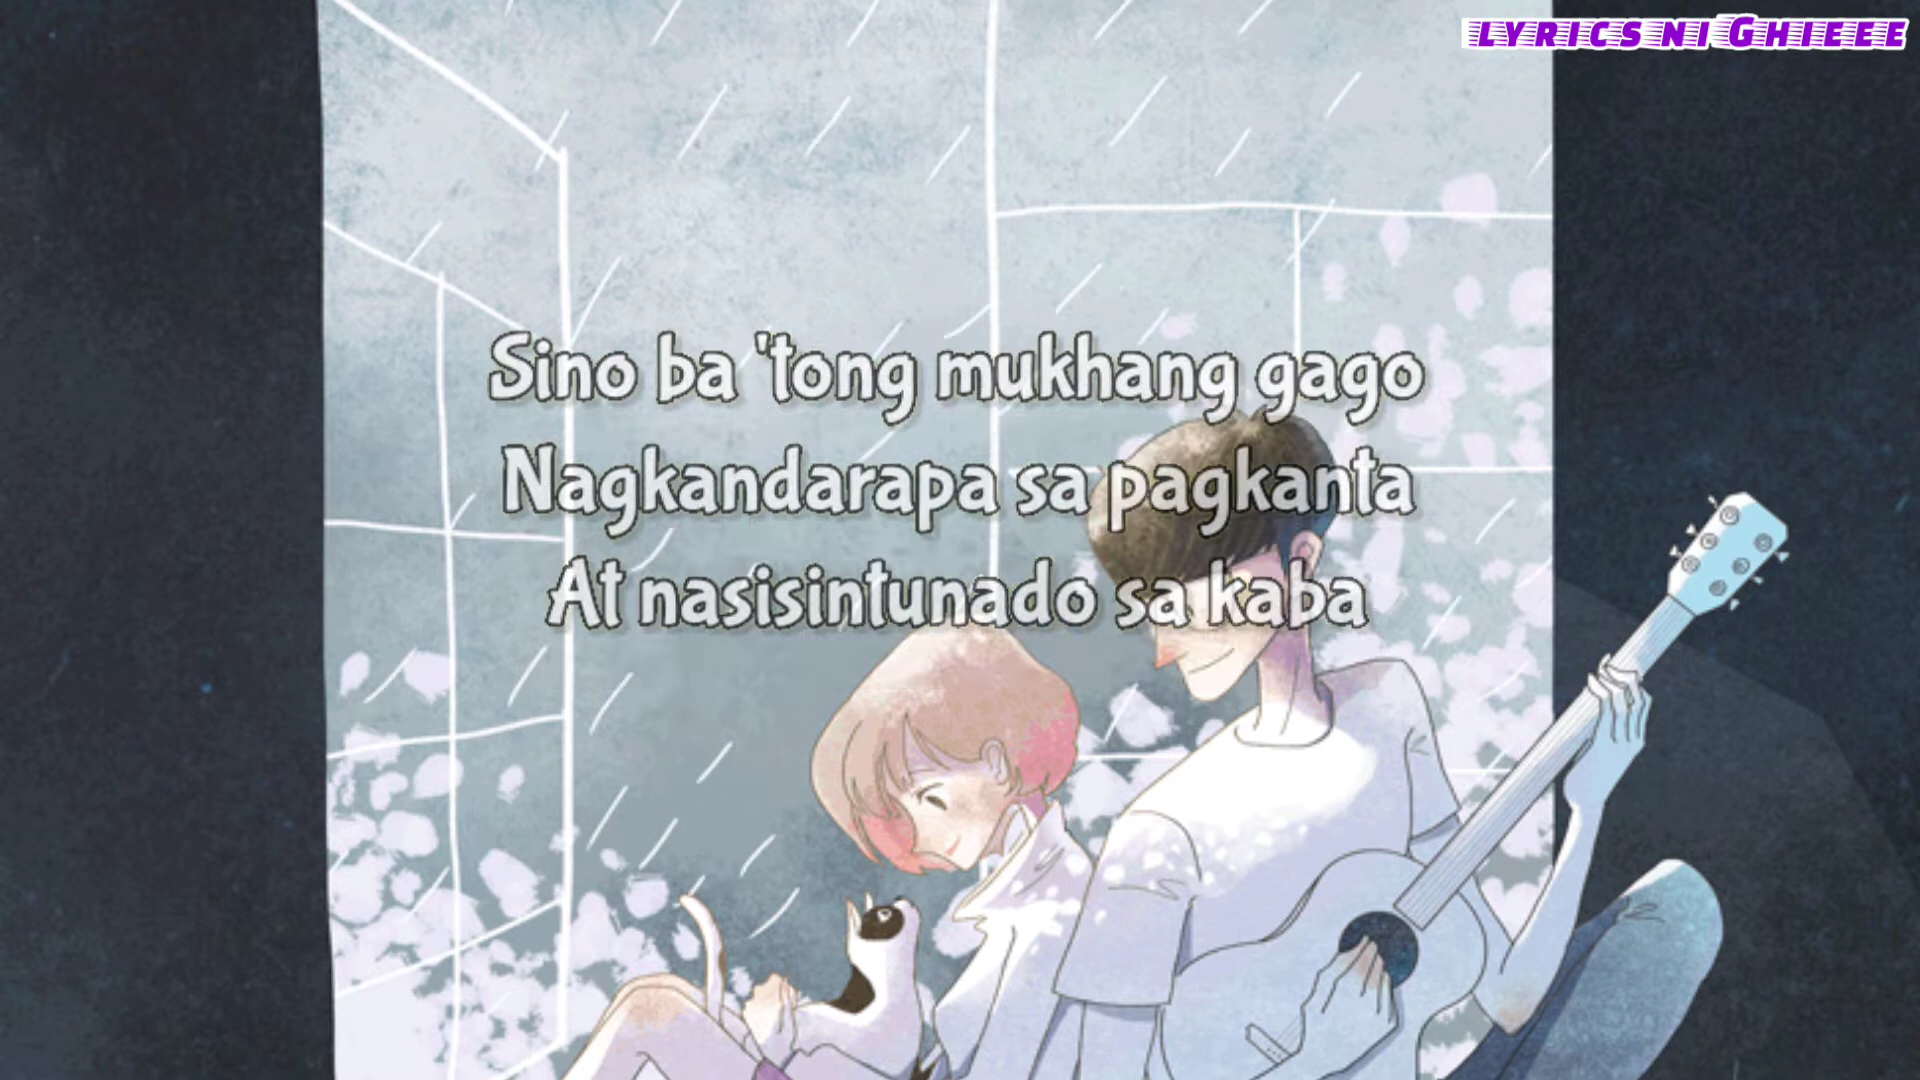 LYRICS NI GHIEEE
Sino ba 'tong mukhang gago
Nagkandarapa sa pagkanta
At nasisintunado sa kaba